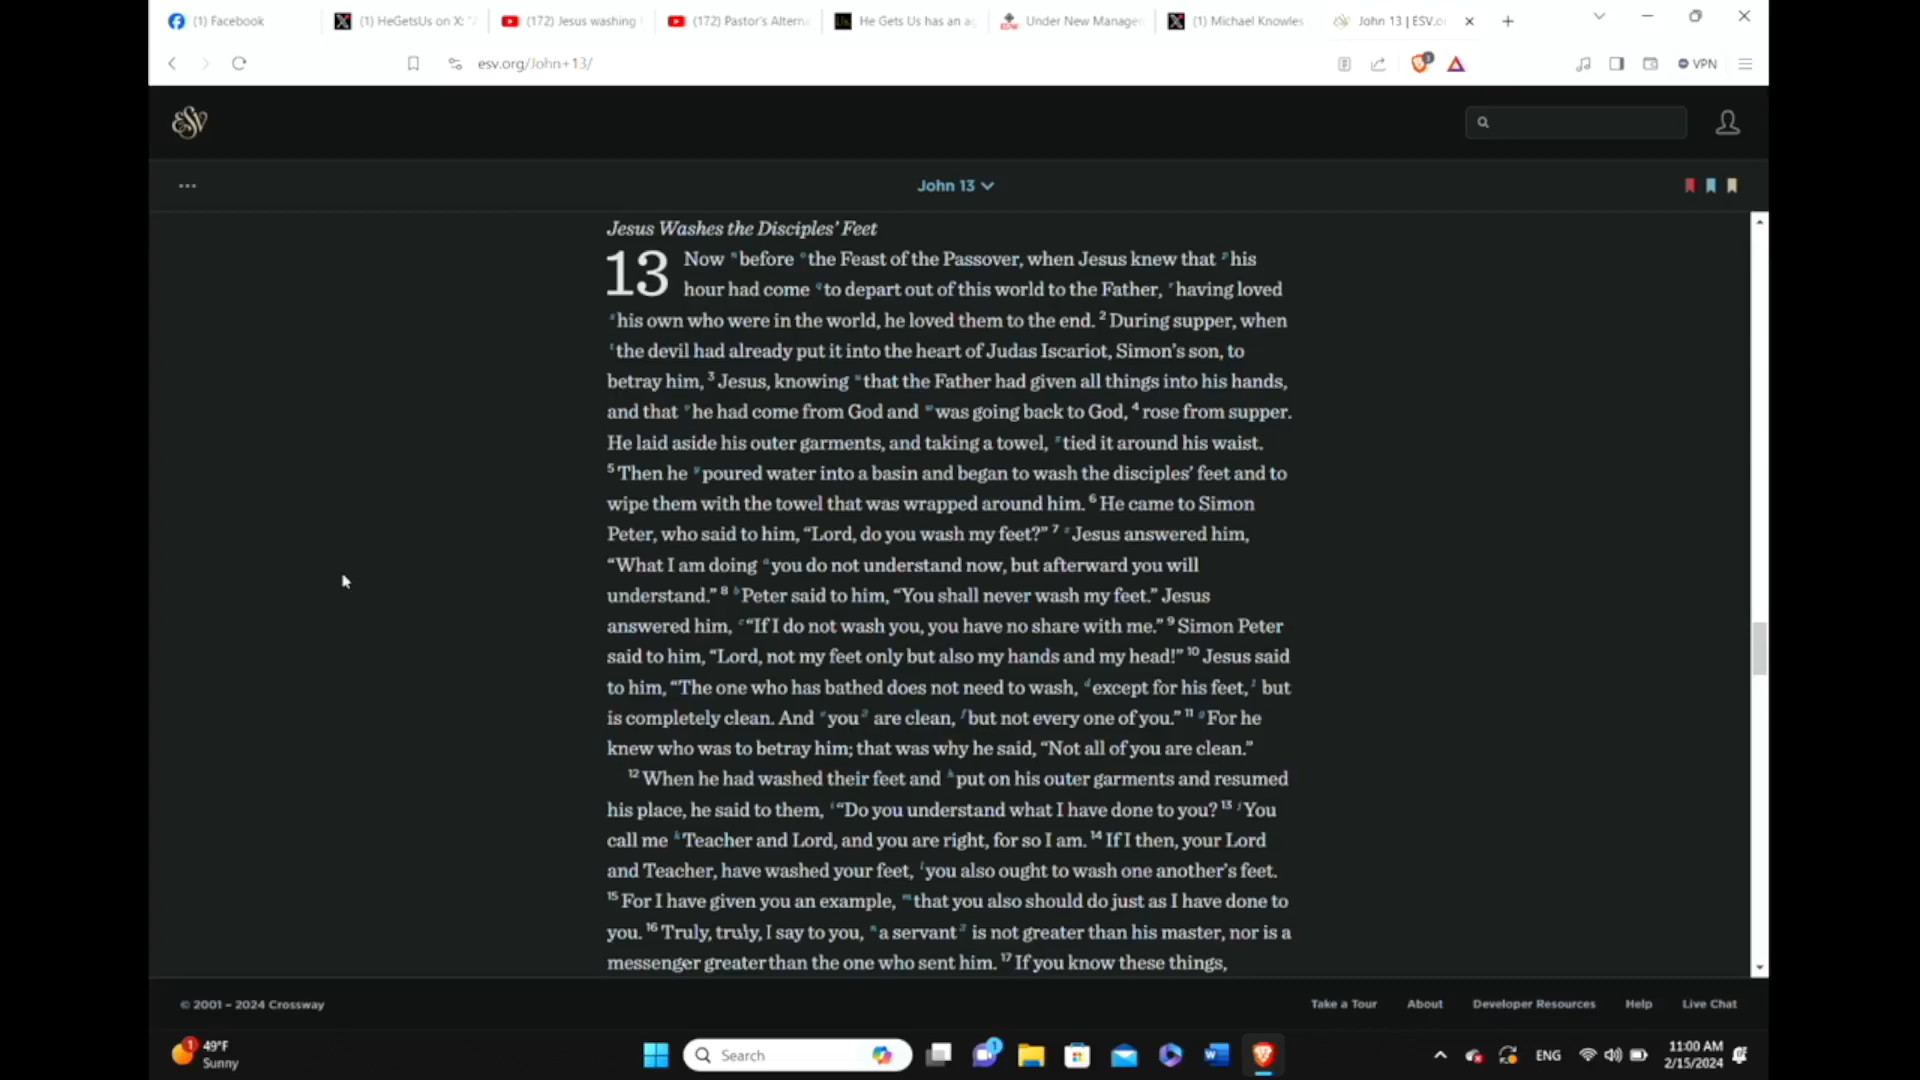 (1) Facebook
(1) HeGetsUs on X: "
(172) Jesus washing
(172) Pastor's Altern
He Gets Us has an ag
Under New Manager
(1) Michael Knowles
John 13 | ESV.o
esv.org/John+13/
VPN
ESV
John 13
Jesus Washes the Disciples' Feet
13 Now before the Feast of the Passover, when Jesus knew that his
hour had come to depart out of this world to the Father, having loved
his own who were in the world, he loved them to the end. 2 During supper, when
the devil had already put it into the heart of Judas Iscariot, Simon's son, to
betray him, 3 Jesus, knowing that the Father had given all things into his hands,
and that he had come from God and was going back to God, 4 rose from supper.
He laid aside his outer garments, and taking a towel, tied it around his waist.
5 Then he poured water into a basin and began to wash the disciples' feet and to
wipe them with the towel that was wrapped around him. 6 He came to Simon
Peter, who said to him, “Lord, do you wash my feet?” 7 Jesus answered him,
“What I am doing you do not understand now, but afterward you will
understand.” 8 Peter said to him, “You shall never wash my feet.” Jesus
answered him, “If I do not wash you, you have no share with me.” 9 Simon Peter
said to him, “Lord, not my feet only but also my hands and my head!” 10 Jesus said
to him, “The one who has bathed does not need to wash, except for his feet, but
is completely clean. And you are clean, but not every one of you.” 11 For he
knew who was to betray him; that was why he said, “Not all of you are clean.”
12 When he had washed their feet and put on his outer garments and resumed
his place, he said to them, “Do you understand what I have done to you? 13 You
call me Teacher and Lord, and you are right, for so I am. 14 If I then, your Lord
and Teacher, have washed your feet, you also ought to wash one another's feet.
15 For I have given you an example, that you also should do just as I have done to
you. 16 Truly, truly, I say to you, a servant is not greater than his master, nor is a
messenger greater than the one who sent him. 17 If you know these things,
© 2001 – 2024 Crossway
Take a Tour
About
Developer Resources
Help
Live Chat
1
49°F
Sunny
Search
1
ENG
11:00 AM
2/15/2024